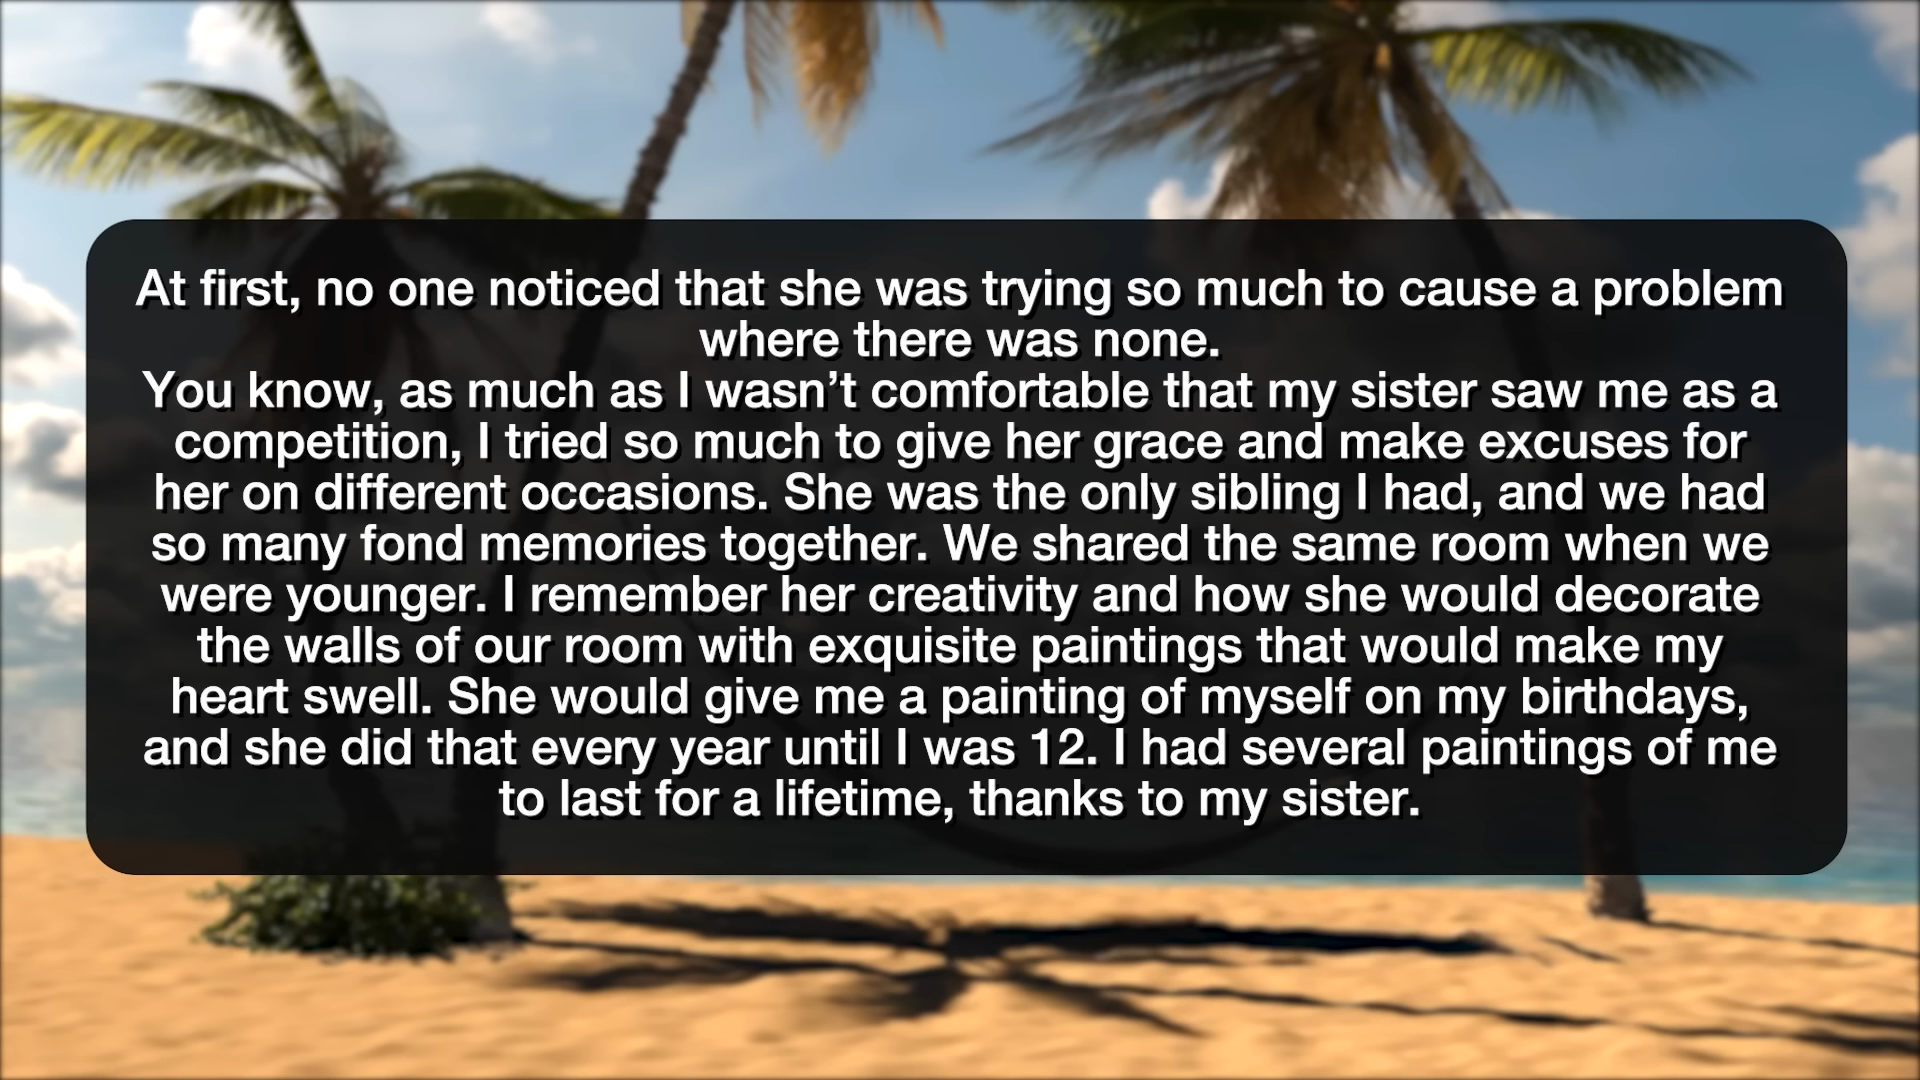 At first, no one noticed that she was trying so much to cause a problem
where there was none.
You know, as much as I wasn’t comfortable that my sister saw me as a
competition, I tried so much to give her grace and make excuses for
her on different occasions. She was the only sibling I had, and we had
so many fond memories together. We shared the same room when we
were younger. I remember her creativity and how she would decorate
the walls of our room with exquisite paintings that would make my
heart swell. She would give me a painting of myself on my birthdays,
and she did that every year until I was 12. I had several paintings of me
to last for a lifetime, thanks to my sister.